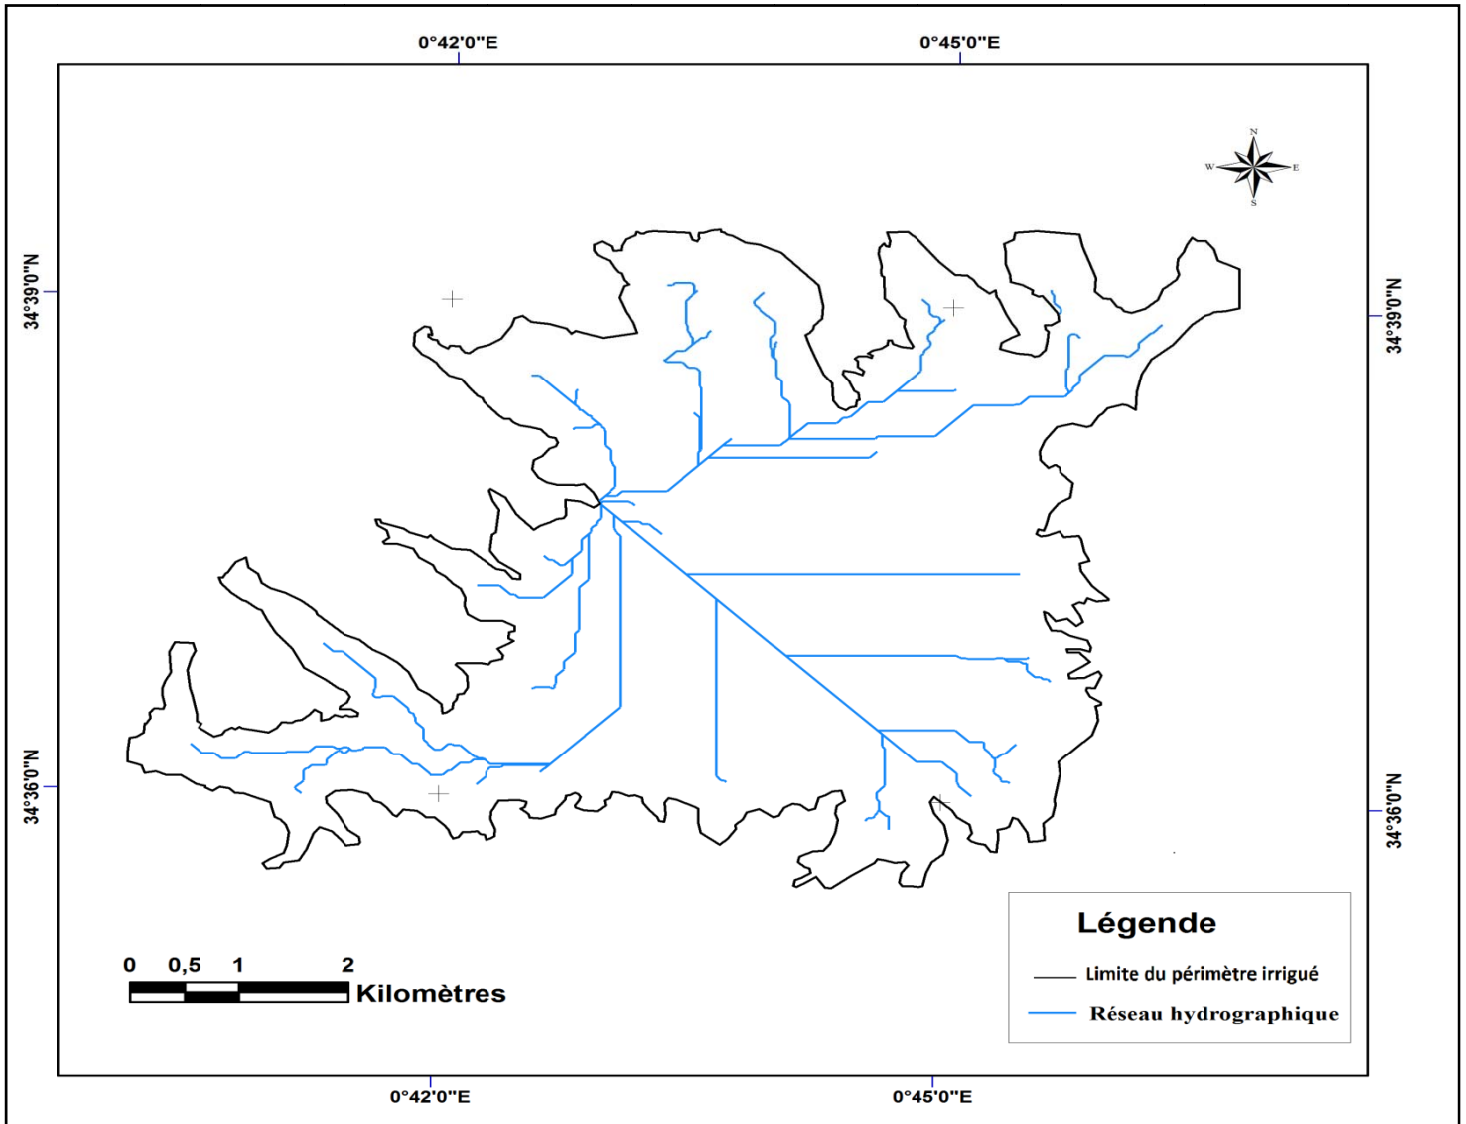 0°42'0"E
0°45'0"E
N
W
E
S
34°39'0"N
34°39'0"N
34°36'0"N
34°36'0"N
Légende
Limite du périmètre irrigué
Réseau hydrographique
0 0,5 1 2
Kilomètres
0°42'0"E
0°45'0"E